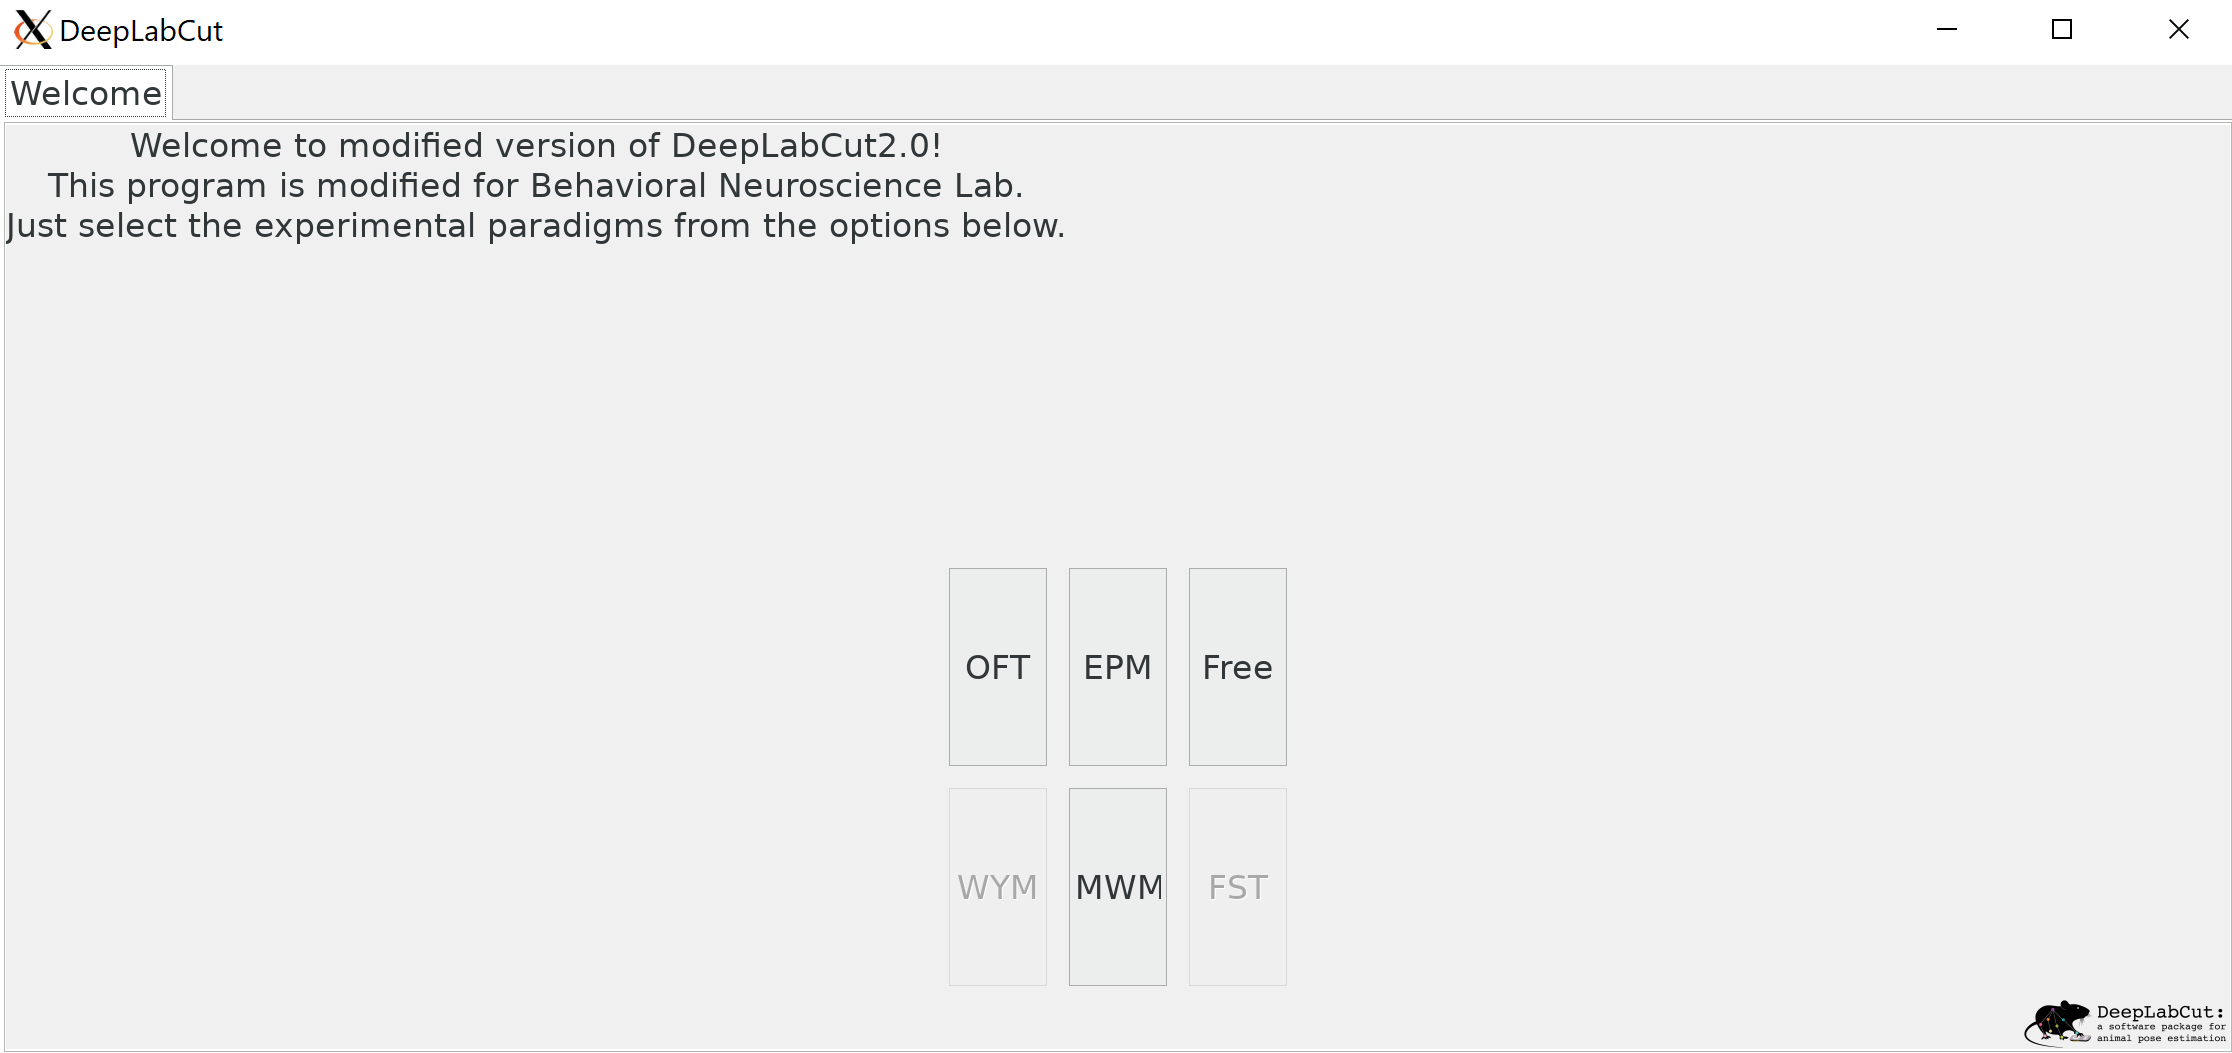 DeepLabCut
Welcome
Welcome to modified version of DeepLabCut2.0!
This program is modified for Behavioral Neuroscience Lab.
Just select the experimental paradigms from the options below.
OFT EPM Free
WYM MWM FST
DeepLabCut:
a software package for
animal pose estimation